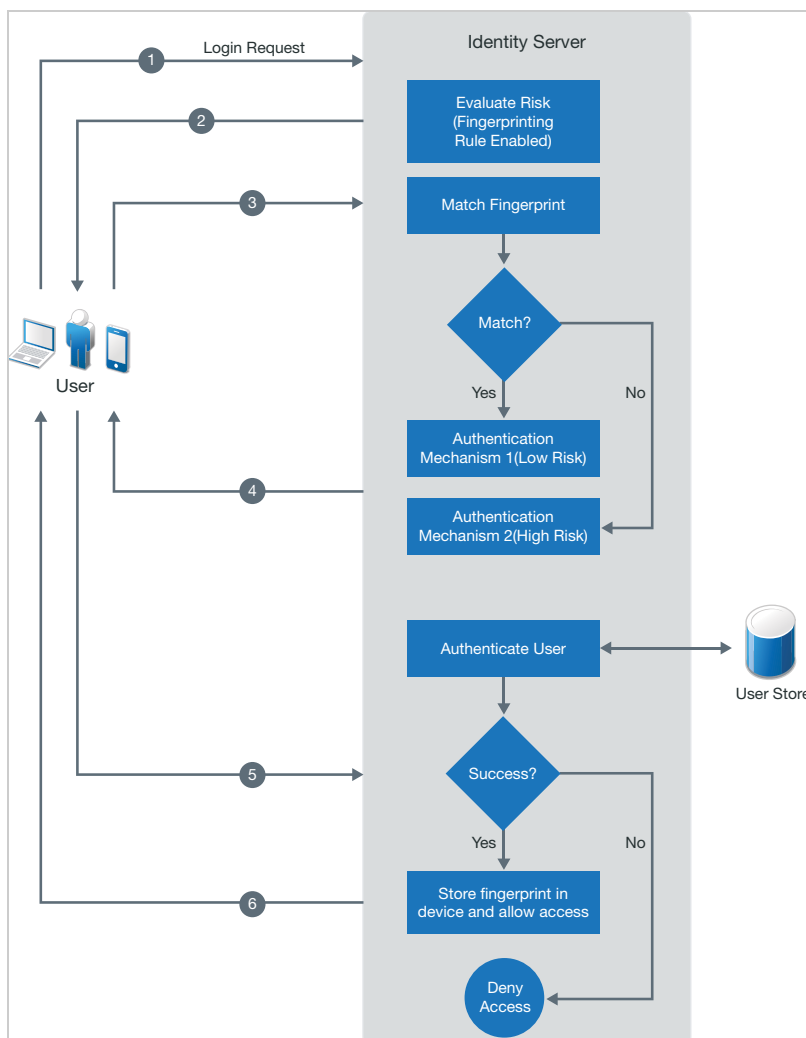 Identity Server
1
Login Request
Evaluate Risk
(Fingerprinting
Rule Enabled)
2
3
Match Fingerprint
Match?
User
Yes
No
Authentication
Mechanism 1(Low Risk)
4
Authentication
Mechanism 2(High Risk)
Authenticate User
User Store
5
Success?
Yes
No
6
Store fingerprint in
device and allow access
Deny
Access